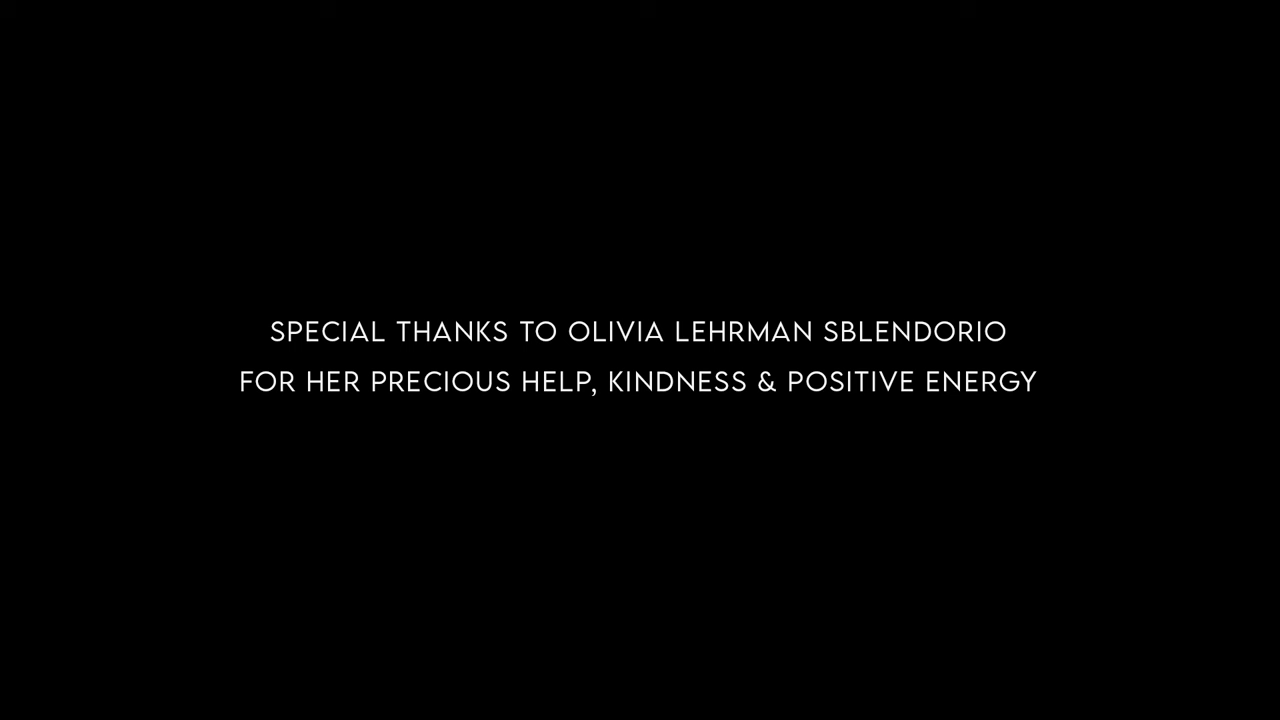 SPECIAL THANKS TO OLIVIA LEHRMAN SBLENDORIO
FOR HER PRECIOUS HELP, KINDNESS & POSITIVE ENERGY